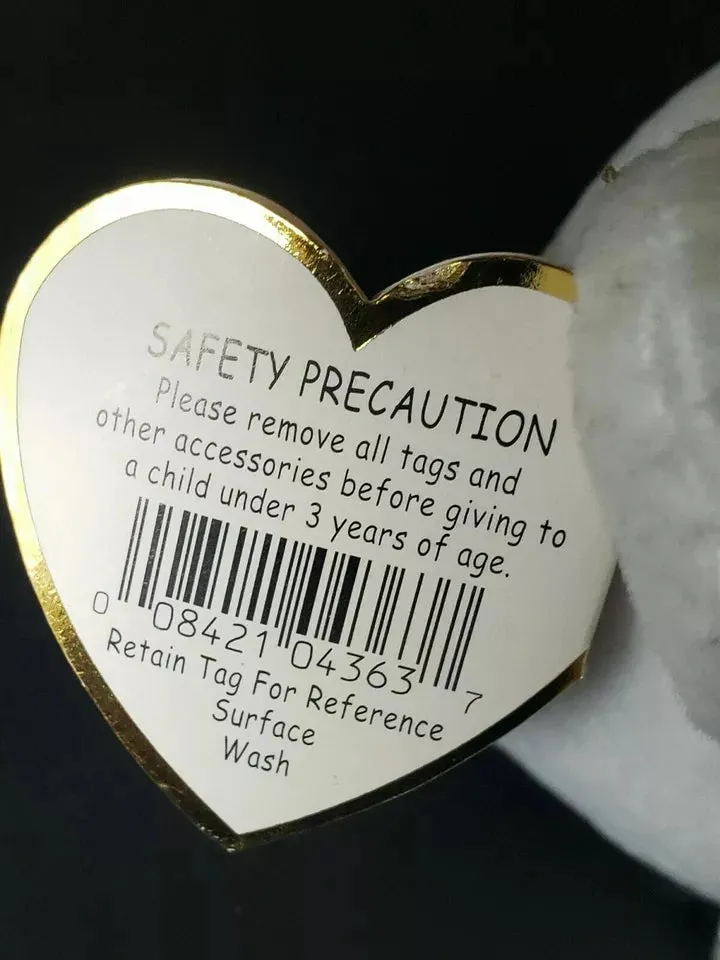 SAFETY PRECAUTION
Please remove all tags and
other accessories before giving to
a child under 3 years of age.
0 08421 04363 7
Retain Tag For Reference
Surface
Wash